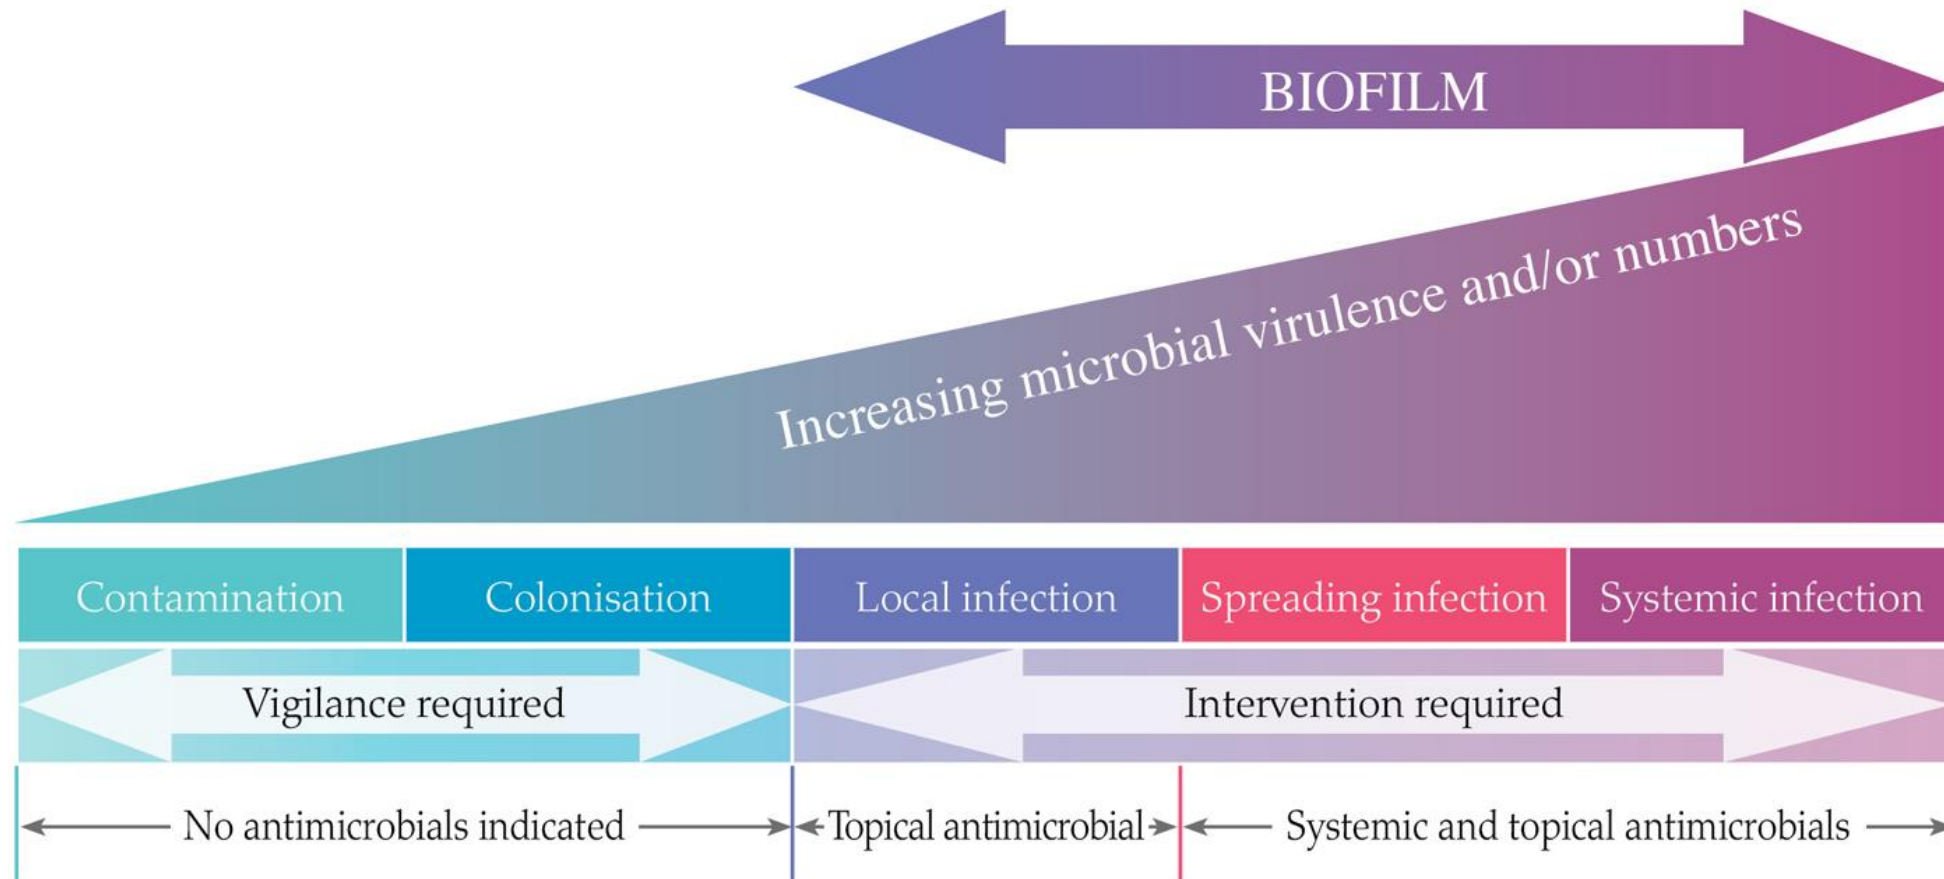 BIOFILM
Increasing microbial virulence and/or numbers
Contamination
Colonisation
Local infection
Spreading infection
Systemic infection
Vigilance required
Intervention required
No antimicrobials indicated
Topical antimicrobial
Systemic and topical antimicrobials